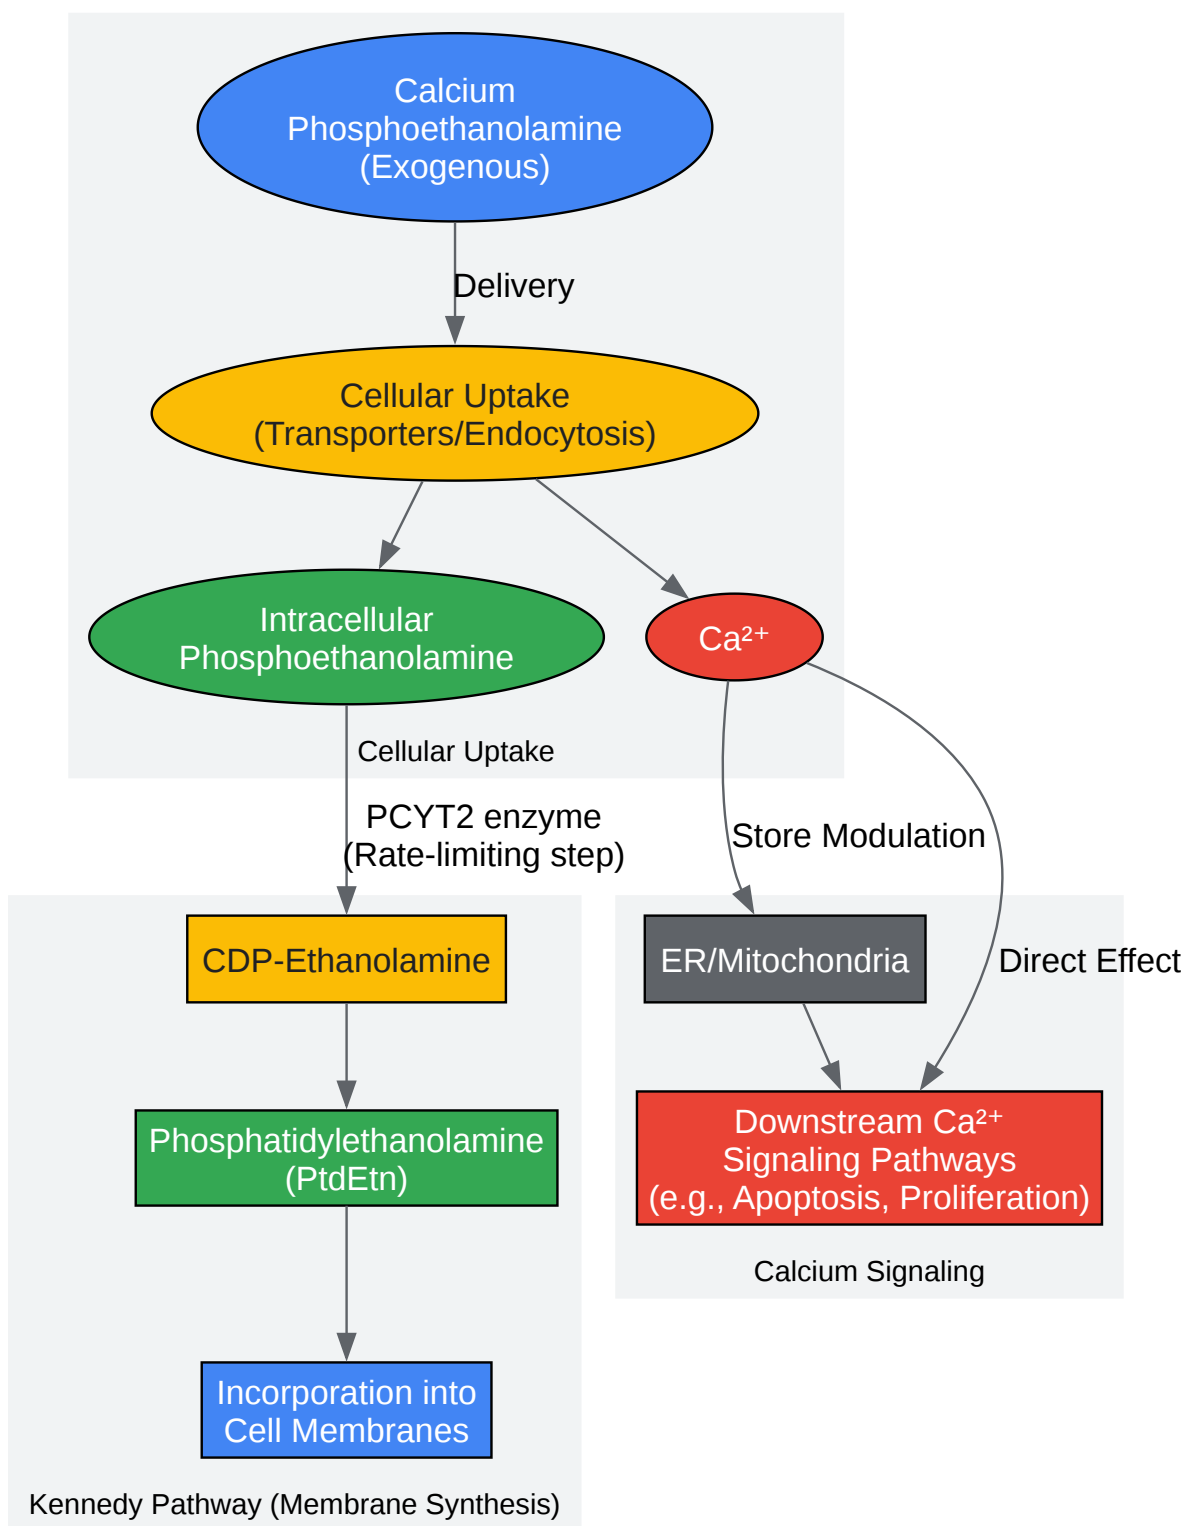 Calcium
Phosphoethanolamine
(Exogenous)
Delivery
Cellular Uptake
(Transporters/Endocytosis)
Intracellular
Phosphoethanolamine
Ca²⁺
Cellular Uptake
PCYT2 enzyme
(Rate-limiting step)
Store Modulation
CDP-Ethanolamine
ER/Mitochondria
Direct Effect
Phosphatidylethanolamine
(PtdEtn)
Downstream Ca²⁺
Signaling Pathways
(e.g., Apoptosis, Proliferation)
Calcium Signaling
Incorporation into
Cell Membranes
Kennedy Pathway (Membrane Synthesis)